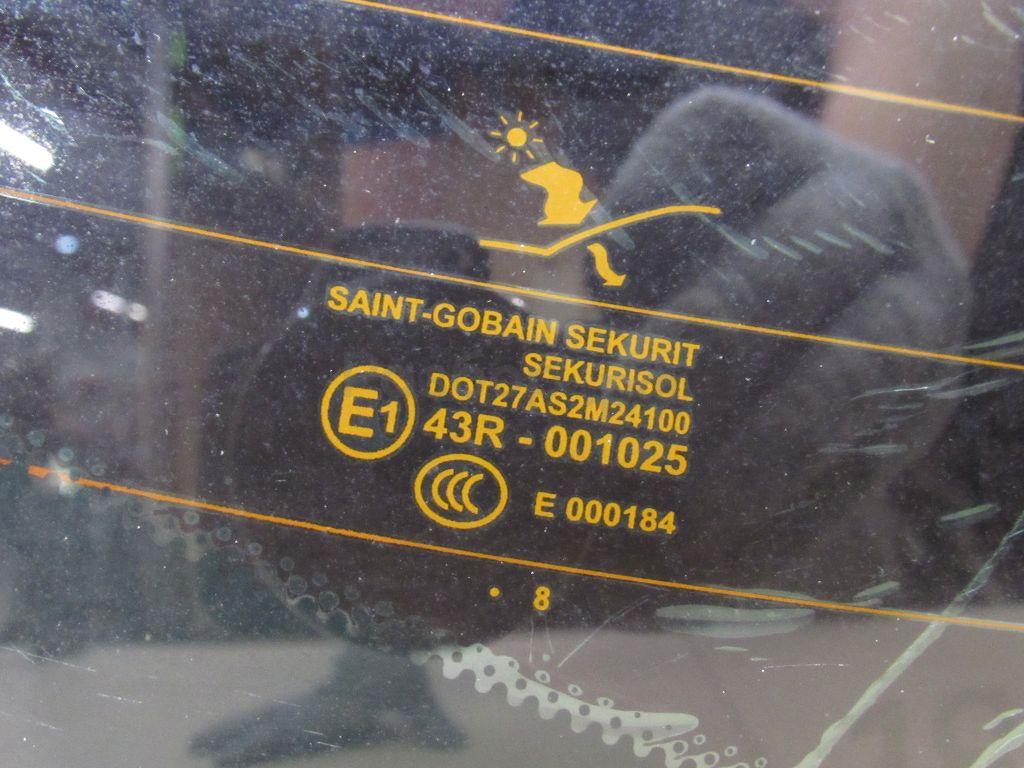 SAINT-GOBAIN SEKURIT
SEKURISOL
DOT27AS2M24100
E1 43R - 001025
CCC E 000184
. 8